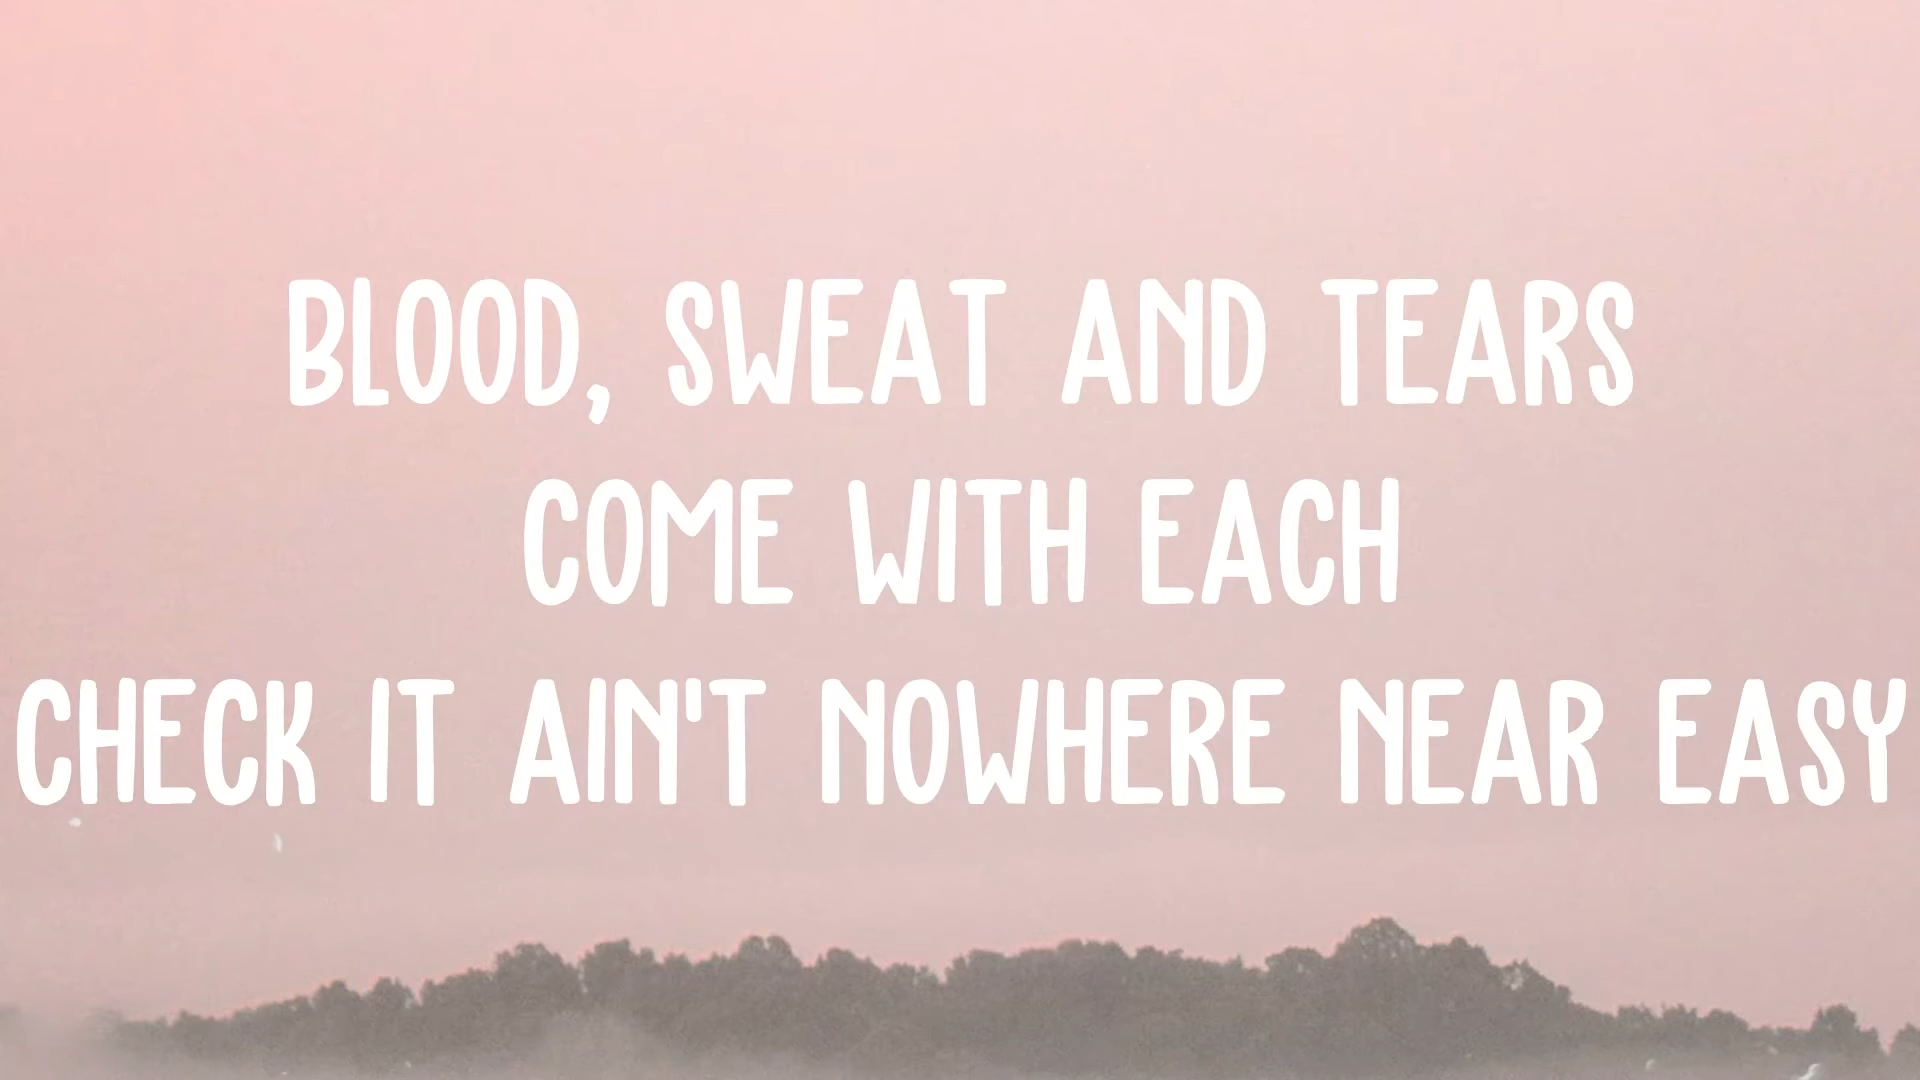 BLOOD, SWEAT AND TEARS
COME WITH EACH
CHECK IT AIN'T NOWHERE NEAR EASY